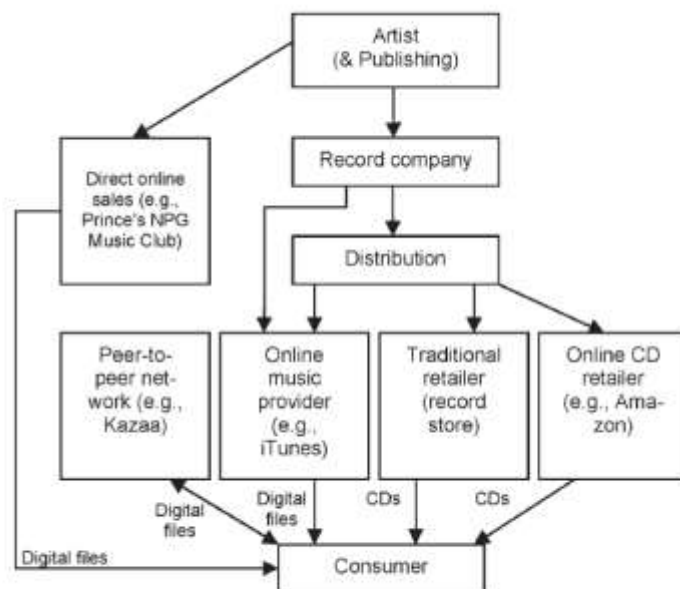 Artist
(& Publishing)
Record company
Direct online
sales (e.g.,
Prince's NPG
Music Club)
Distribution
Peer-to-
peer net-
work (e.g.,
Kazaa)
Online
music
provider
(e.g.,
iTunes)
Traditional
retailer
(record
store)
Online CD
retailer
(e.g., Ama-
zon)
Digital
files
Digital
files
CDs
CDs
Digital files
Consumer